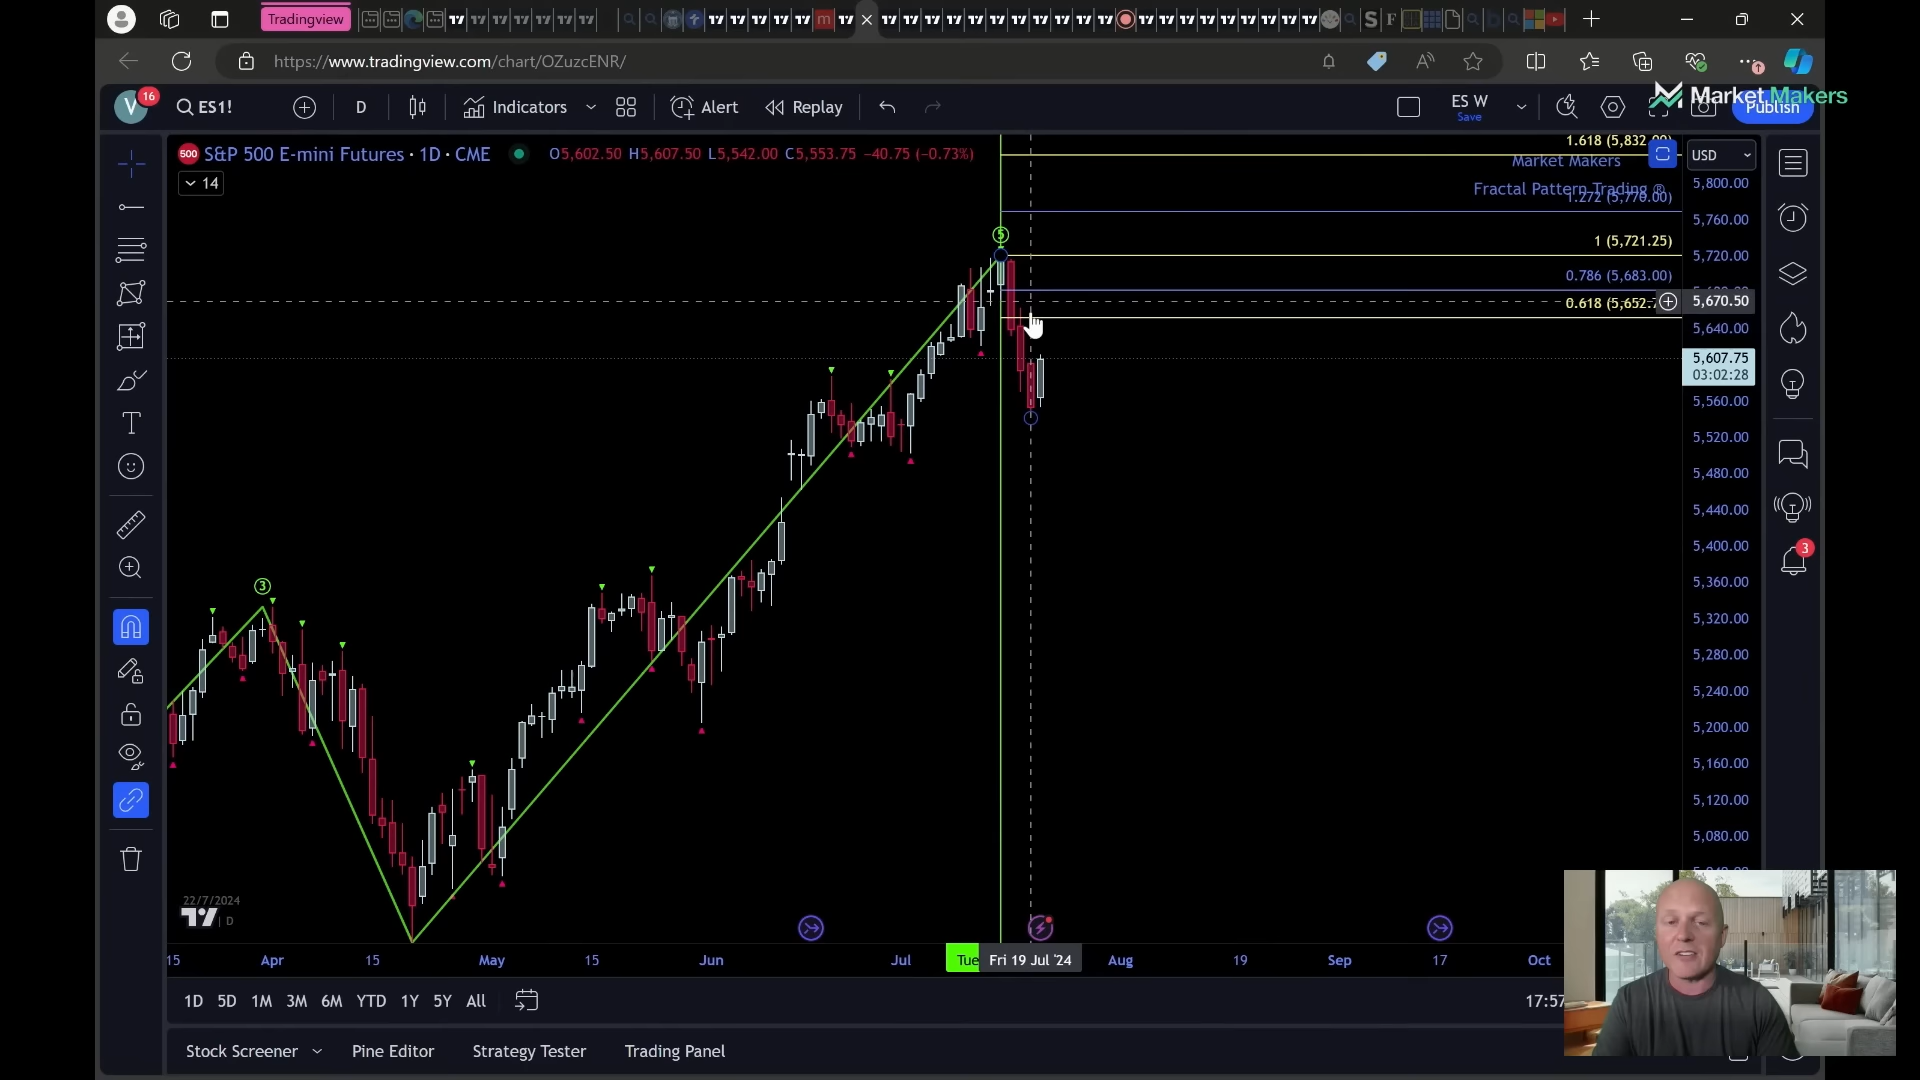 Tradingview
https://www.tradingview.com/chart/OZuzcENR/
V
16
ES1!
D
Indicators
Alert
Replay
ES W
Save
Publish
Market Makers
500
S&P 500 E-mini Futures · 1D · CME
O5,602.50 H5,607.50 L5,542.00 C5,553.75 −40.75 (−0.73%)
14
Market Makers
Fractal Pattern Trading ®
1.618 (5,832.00)
1.272 (5,770.00)
1 (5,721.25)
0.786 (5,683.00)
0.618 (5,652.
USD
5,800.00
5,760.00
5,720.00
5,670.50
5,640.00
5,607.75
03:02:28
5,560.00
5,520.00
5,480.00
5,440.00
5,400.00
5,360.00
5,320.00
5,280.00
5,240.00
5,200.00
5,160.00
5,120.00
5,080.00
5
3
3
22/7/2024
D
15
Apr
15
May
15
Jun
Jul
Tue
Fri 19 Jul '24
Aug
19
Sep
17
Oct
1D
5D
1M
3M
6M
YTD
1Y
5Y
All
17:57
Stock Screener
Pine Editor
Strategy Tester
Trading Panel